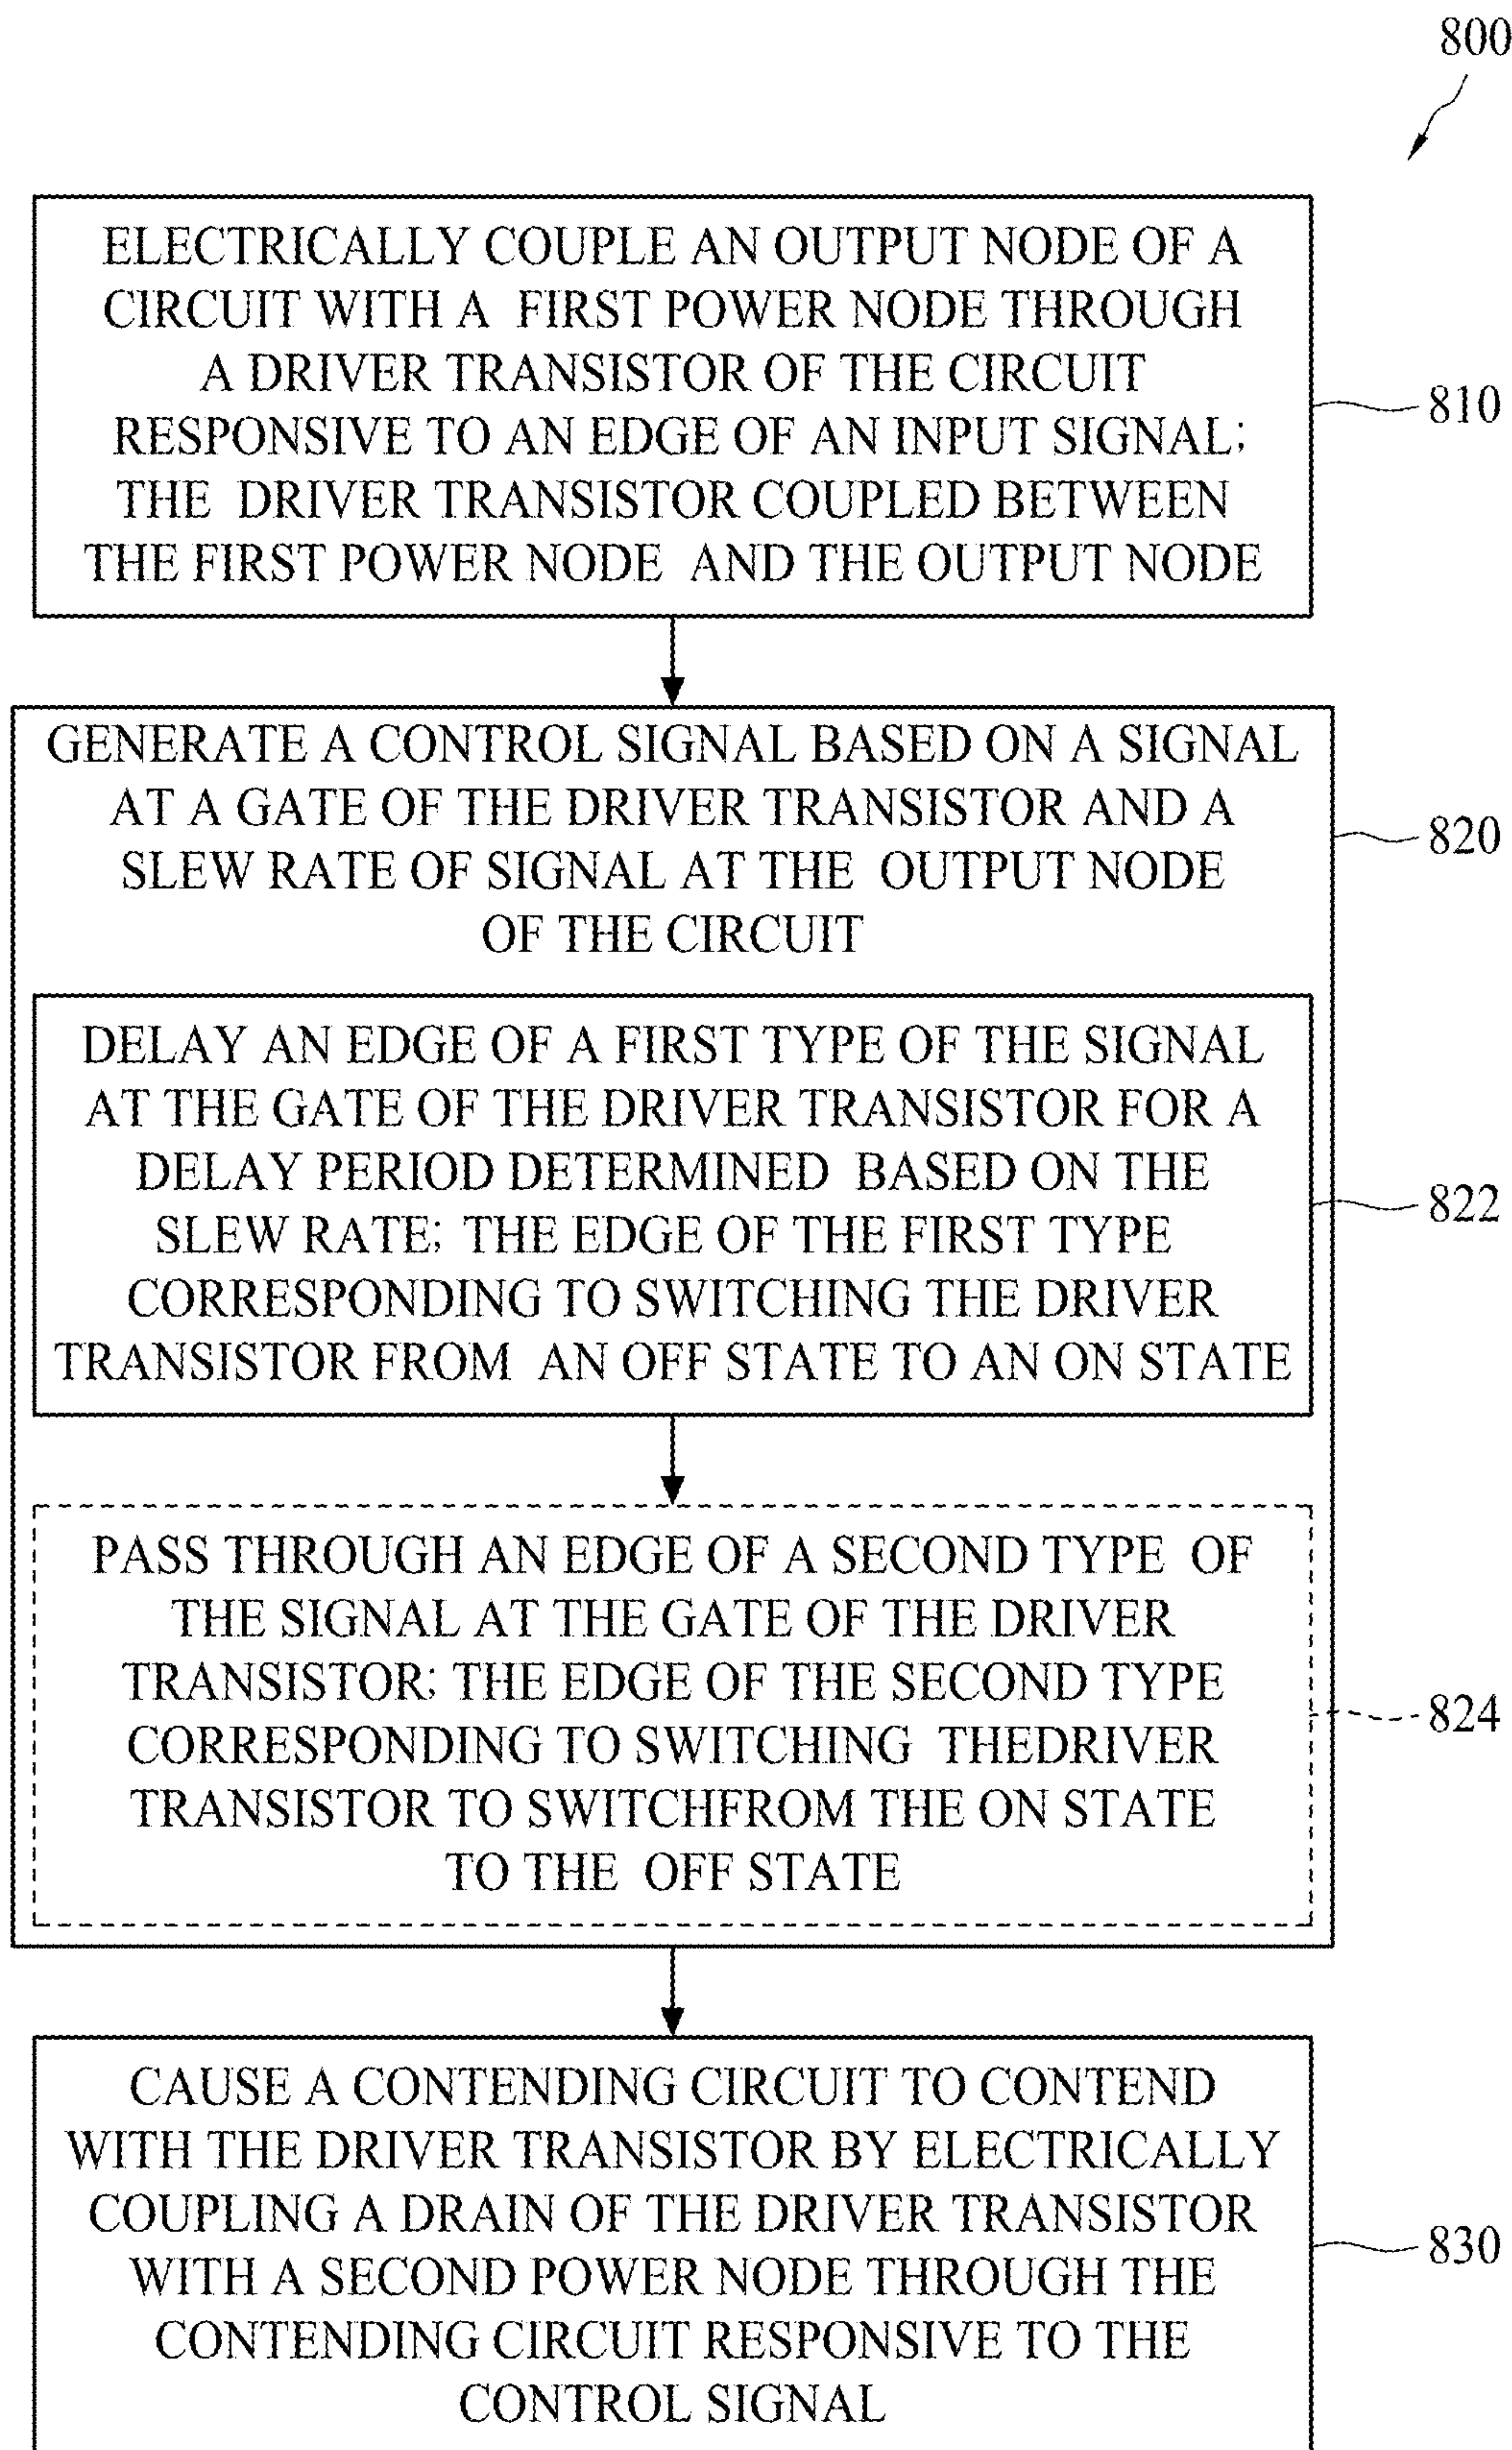 800
ELECTRICALLY COUPLE AN OUTPUT NODE OF A
CIRCUIT WITH A FIRST POWER NODE THROUGH
A DRIVER TRANSISTOR OF THE CIRCUIT
RESPONSIVE TO AN EDGE OF AN INPUT SIGNAL;
THE DRIVER TRANSISTOR COUPLED BETWEEN
THE FIRST POWER NODE AND THE OUTPUT NODE
810
GENERATE A CONTROL SIGNAL BASED ON A SIGNAL
AT A GATE OF THE DRIVER TRANSISTOR AND A
SLEW RATE OF SIGNAL AT THE OUTPUT NODE
OF THE CIRCUIT
820
DELAY AN EDGE OF A FIRST TYPE OF THE SIGNAL
AT THE GATE OF THE DRIVER TRANSISTOR FOR A
DELAY PERIOD DETERMINED BASED ON THE
SLEW RATE; THE EDGE OF THE FIRST TYPE
CORRESPONDING TO SWITCHING THE DRIVER
TRANSISTOR FROM AN OFF STATE TO AN ON STATE
822
PASS THROUGH AN EDGE OF A SECOND TYPE OF
THE SIGNAL AT THE GATE OF THE DRIVER
TRANSISTOR; THE EDGE OF THE SECOND TYPE
CORRESPONDING TO SWITCHING THEDRIVER
TRANSISTOR TO SWITCHFROM THE ON STATE
TO THE OFF STATE
824
CAUSE A CONTENDING CIRCUIT TO CONTEND
WITH THE DRIVER TRANSISTOR BY ELECTRICALLY
COUPLING A DRAIN OF THE DRIVER TRANSISTOR
WITH A SECOND POWER NODE THROUGH THE
CONTENDING CIRCUIT RESPONSIVE TO THE
CONTROL SIGNAL
830